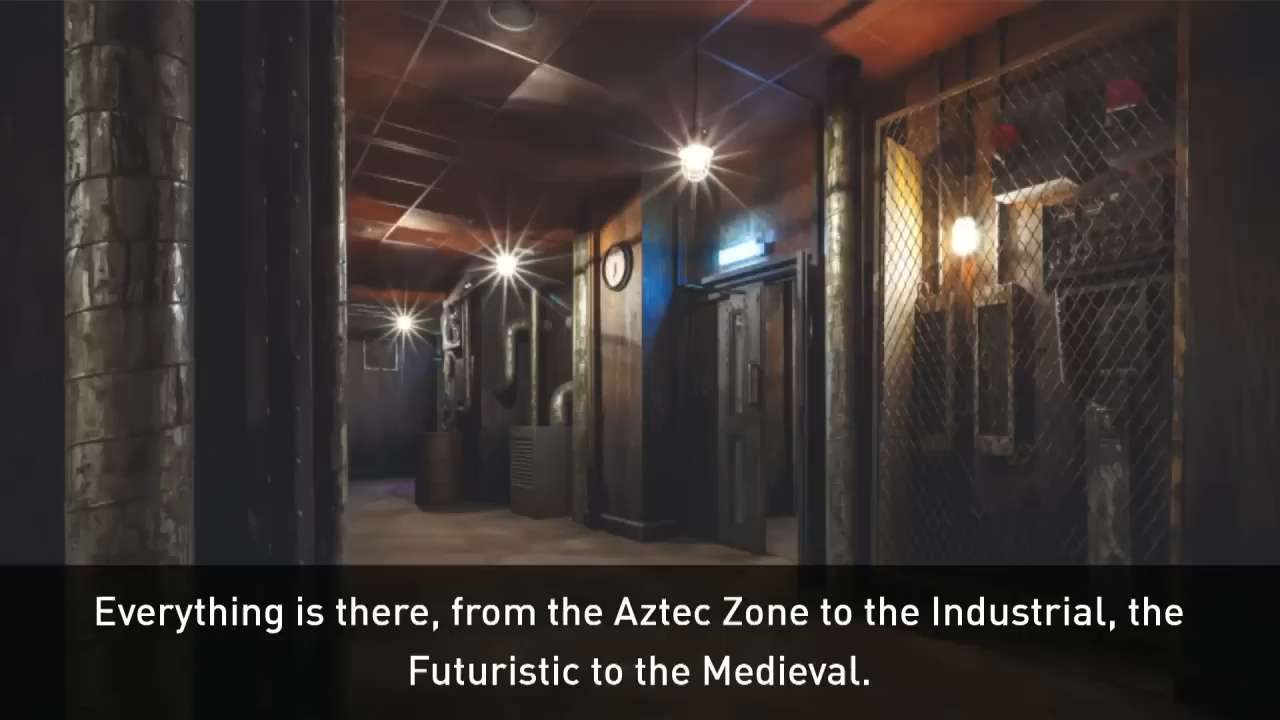 Everything is there, from the Aztec Zone to the Industrial, the
Futuristic to the Medieval.